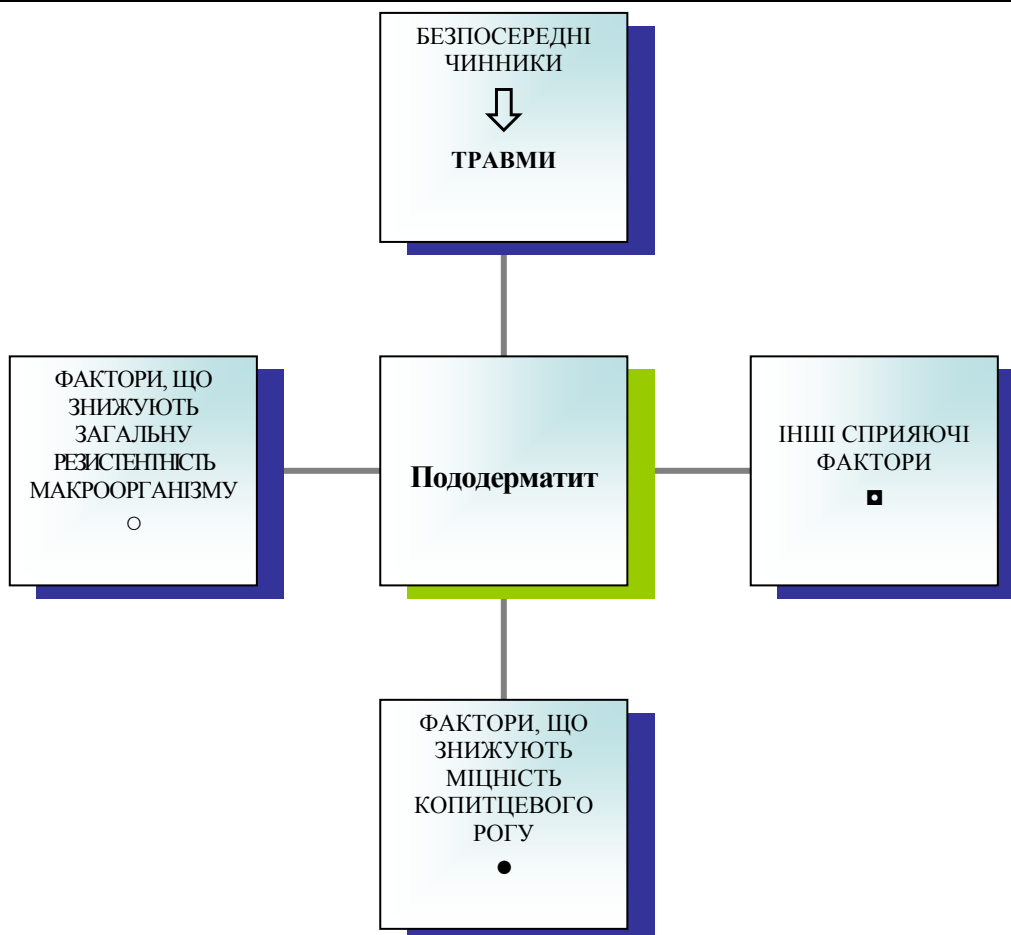 БЕЗПОСЕРЕДНІ
ЧИННИКИ
ТРАВМИ
ФАКТОРИ, ЩО
ЗНИЖУЮТЬ
ЗАГАЛЬНУ
РЕЗИСТЕНТНІСТЬ
МАКРООРГАНІЗМУ
○
Пододерматит
ІНШІ СПРИЯЮЧІ
ФАКТОРИ
◘
ФАКТОРИ, ЩО
ЗНИЖУЮТЬ
МІЦНІСТЬ
КОПИТЦЕВОГО
РОГУ
●